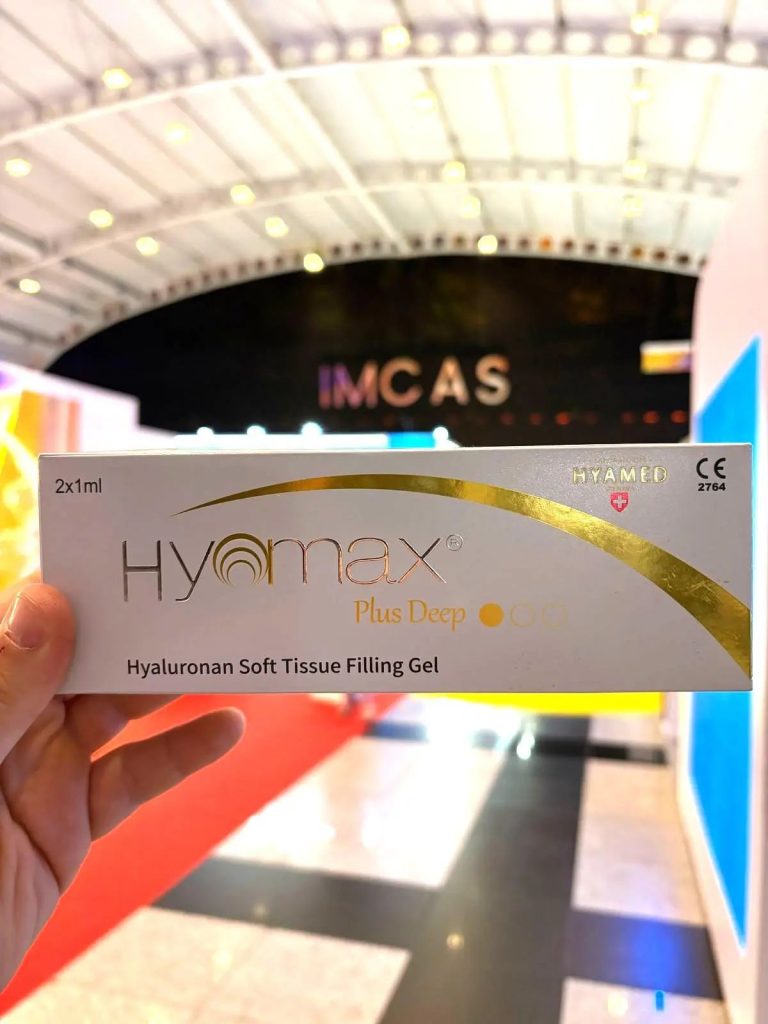 IMCAS
2x1ml
HYAMED
CE
2764
Hyamax®
Plus Deep
Hyaluronan Soft Tissue Filling Gel